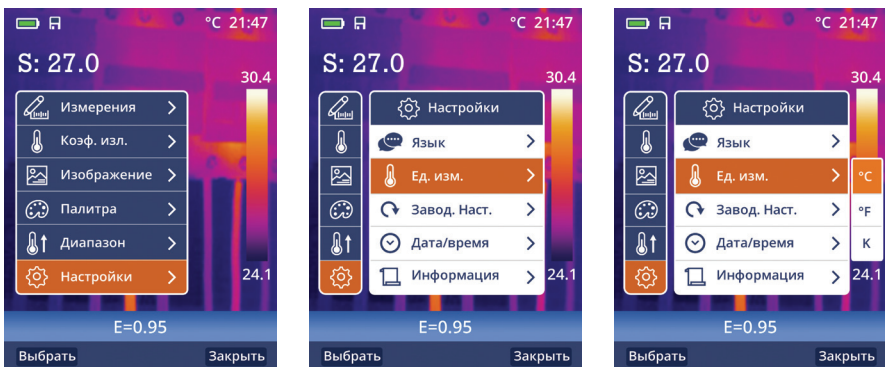 °C 21:47
S: 27.0
30.4
Измерения
Коэф. изл.
Изображение
Палитра
Диапазон
Настройки
24.1
E=0.95
Выбрать Закрыть
°C 21:47
S: 27.0
30.4
Настройки
Язык
Ед. изм.
Завод. Наст.
Дата/время
Информация
24.1
E=0.95
Выбрать Закрыть
°C 21:47
S: 27.0
30.4
Настройки
Язык
Ед. изм.
°C
Завод. Наст.
°F
Дата/время
K
Информация
24.1
E=0.95
Выбрать Закрыть